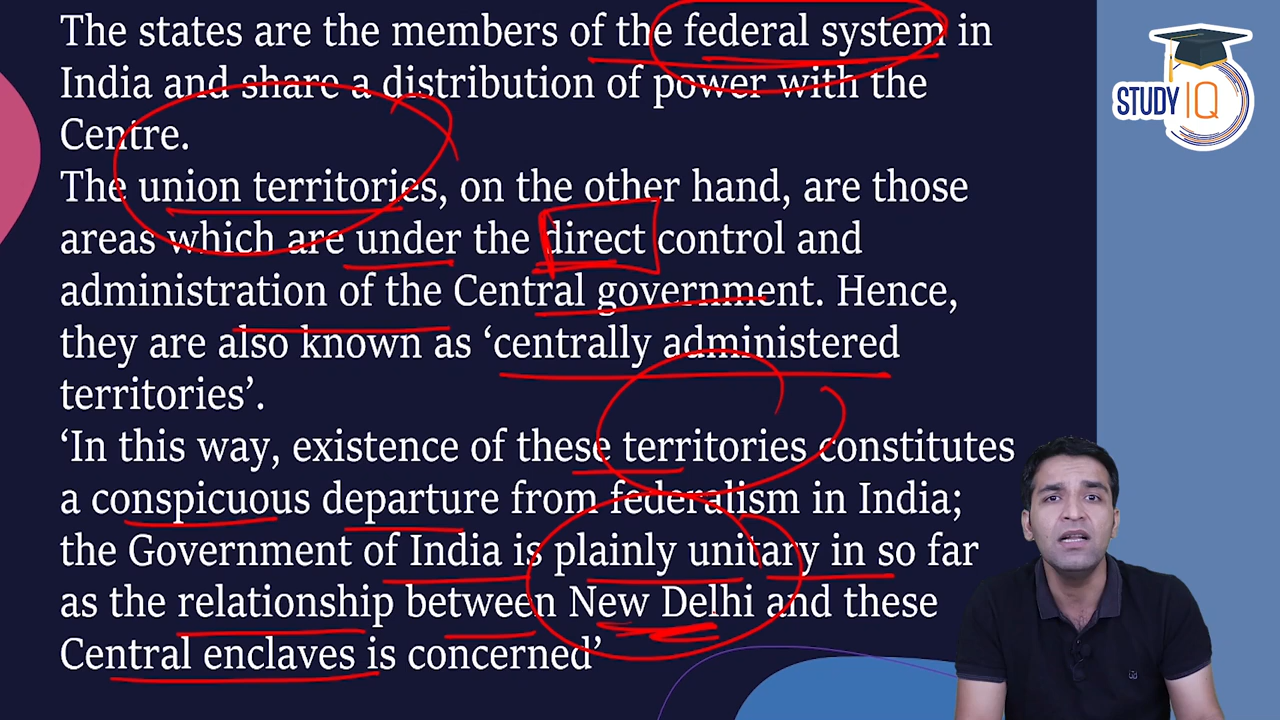 The states are the members of the federal system in
India and share a distribution of power with the
Centre.
The union territories, on the other hand, are those
areas which are under the direct control and
administration of the Central government. Hence,
they are also known as ‘centrally administered
territories’.
‘In this way, existence of these territories constitutes
a conspicuous departure from federalism in India;
the Government of India is plainly unitary in so far
as the relationship between New Delhi and these
Central enclaves is concerned’
STUDY IQ